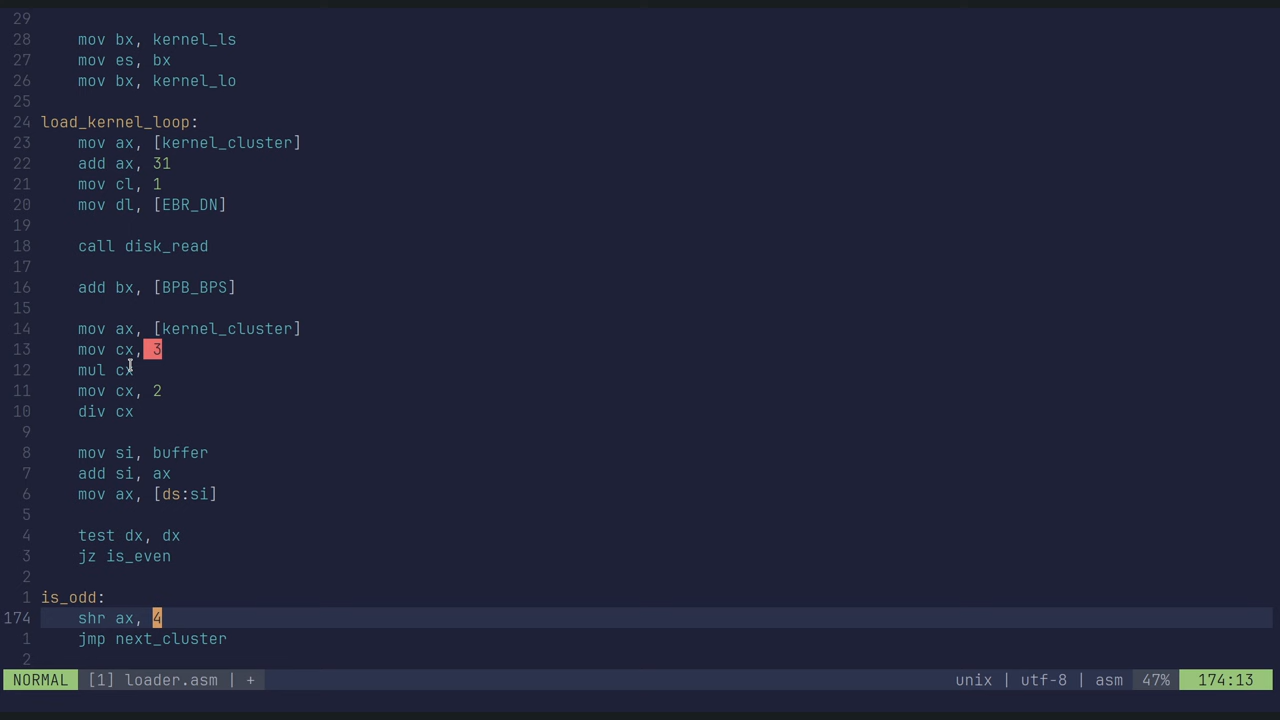 29
28 mov bx, kernel_ls
27 mov es, bx
26 mov bx, kernel_lo
25
24 load_kernel_loop:
23 mov ax, [kernel_cluster]
22 add ax, 31
21 mov cl, 1
20 mov dl, [EBR_DN]
19
18 call disk_read
17
16 add bx, [BPB_BPS]
15
14 mov ax, [kernel_cluster]
13 mov cx, 3
12 mul cx
11 mov cx, 2
10 div cx
9
8 mov si, buffer
7 add si, ax
6 mov ax, [ds:si]
5
4 test dx, dx
3 jz is_even
2
1 is_odd:
174 shr ax, 4
1 jmp next_cluster
2
NORMAL [1] loader.asm | + unix | utf-8 | asm 47% 174:13